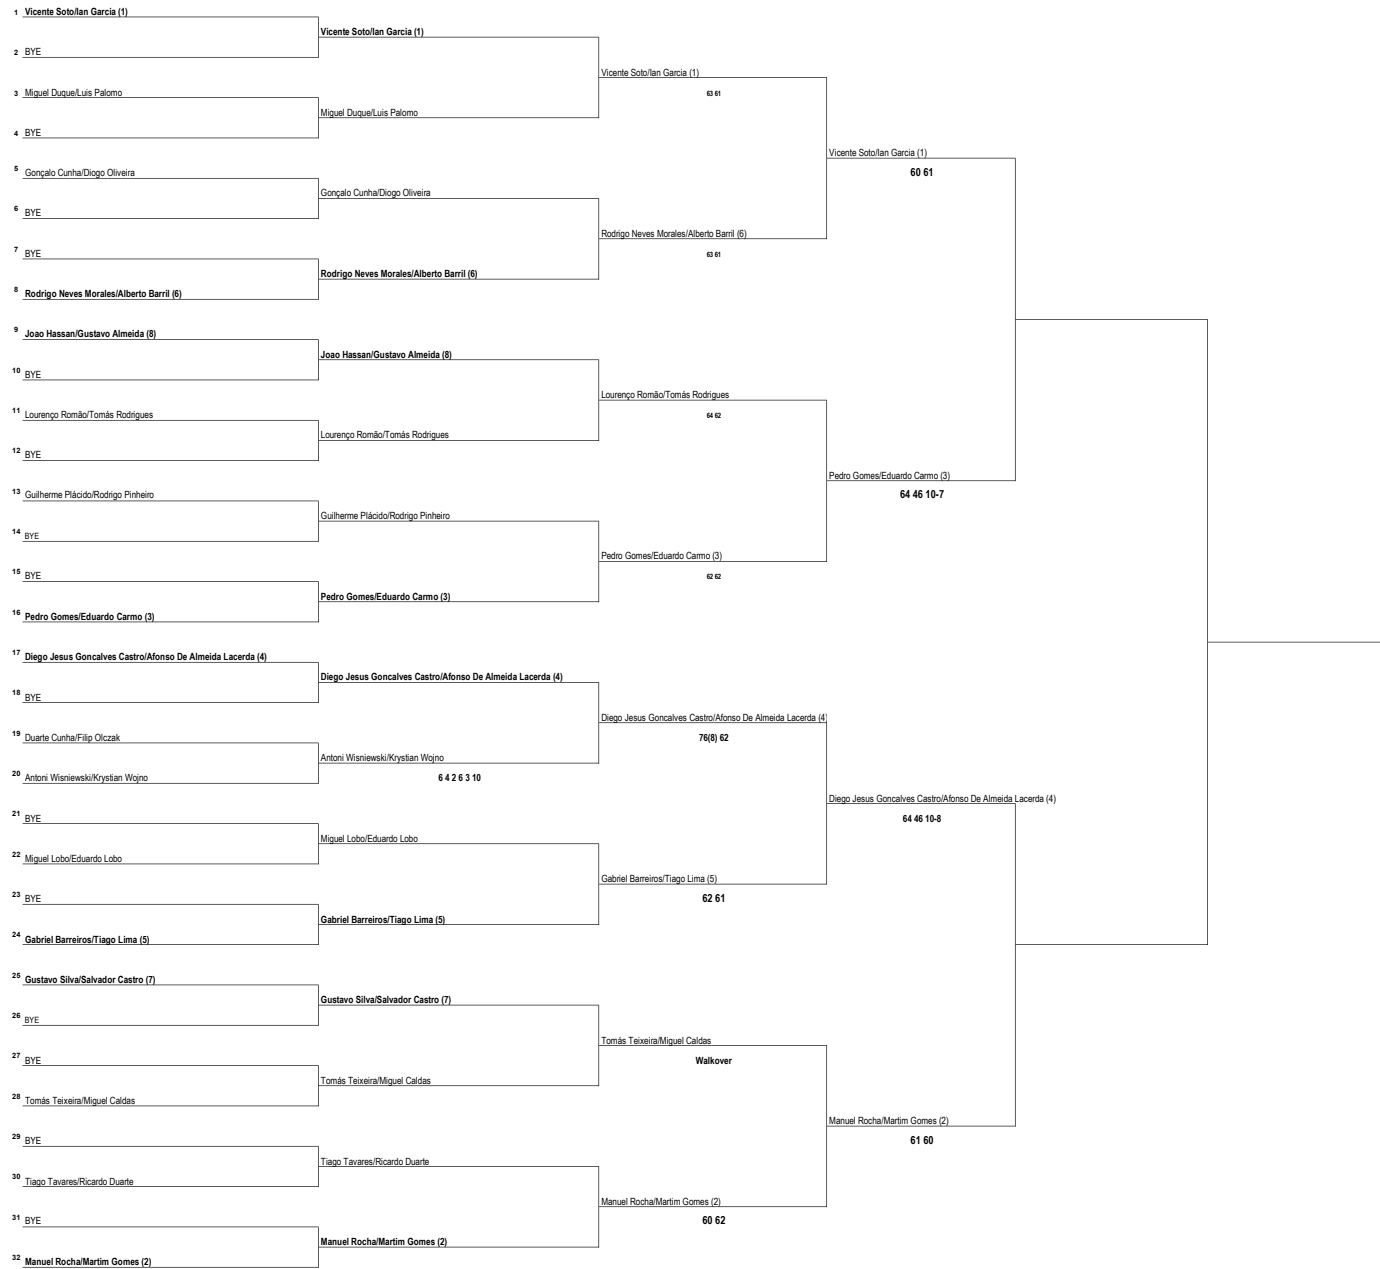 1 Vicente Soto/Ian Garcia (1)
Vicente Soto/Ian Garcia (1)
2 BYE
Vicente Soto/Ian Garcia (1)
63 61
3 Miguel Duque/Luis Palomo
Miguel Duque/Luis Palomo
4 BYE
Vicente Soto/Ian Garcia (1)
60 61
5 Gonçalo Cunha/Diogo Oliveira
Gonçalo Cunha/Diogo Oliveira
6 BYE
Rodrigo Neves Morales/Alberto Barril (6)
63 61
7 BYE
Rodrigo Neves Morales/Alberto Barril (6)
8 Rodrigo Neves Morales/Alberto Barril (6)
9 Joao Hassan/Gustavo Almeida (8)
Joao Hassan/Gustavo Almeida (8)
10 BYE
Lourenço Romão/Tomás Rodrigues
64 62
11 Lourenço Romão/Tomás Rodrigues
Lourenço Romão/Tomás Rodrigues
12 BYE
Pedro Gomes/Eduardo Carmo (3)
64 46 10-7
13 Guilherme Plácido/Rodrigo Pinheiro
Guilherme Plácido/Rodrigo Pinheiro
14 BYE
Pedro Gomes/Eduardo Carmo (3)
62 62
15 BYE
Pedro Gomes/Eduardo Carmo (3)
16 Pedro Gomes/Eduardo Carmo (3)
17 Diego Jesus Goncalves Castro/Afonso De Almeida Lacerda (4)
Diego Jesus Goncalves Castro/Afonso De Almeida Lacerda (4)
18 BYE
Diego Jesus Goncalves Castro/Afonso De Almeida Lacerda (4)
76(8) 62
19 Duarte Cunha/Filip Olczak
Antoni Wisniewski/Krystian Wojno
6 4 2 6 3 10
20 Antoni Wisniewski/Krystian Wojno
Diego Jesus Goncalves Castro/Afonso De Almeida Lacerda (4)
64 46 10-8
21 BYE
Miguel Lobo/Eduardo Lobo
22 Miguel Lobo/Eduardo Lobo
Gabriel Barreiros/Tiago Lima (5)
62 61
23 BYE
Gabriel Barreiros/Tiago Lima (5)
24 Gabriel Barreiros/Tiago Lima (5)
25 Gustavo Silva/Salvador Castro (7)
Gustavo Silva/Salvador Castro (7)
26 BYE
Tomás Teixeira/Miguel Caldas
Walkover
27 BYE
Tomás Teixeira/Miguel Caldas
28 Tomás Teixeira/Miguel Caldas
Manuel Rocha/Martim Gomes (2)
61 60
29 BYE
Tiago Tavares/Ricardo Duarte
30 Tiago Tavares/Ricardo Duarte
Manuel Rocha/Martim Gomes (2)
60 62
31 BYE
Manuel Rocha/Martim Gomes (2)
32 Manuel Rocha/Martim Gomes (2)